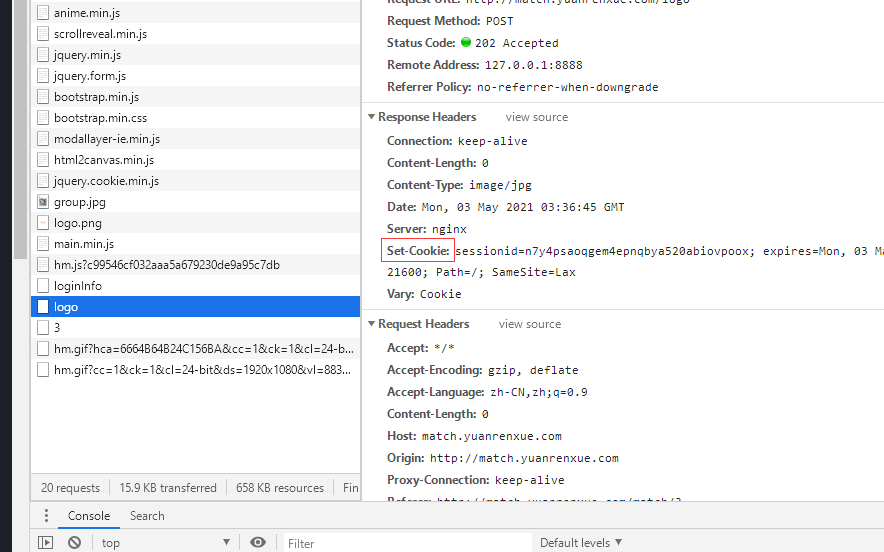 anime.min.js
scrollreveal.min.js
jquery.min.js
jquery.form.js
bootstrap.min.js
bootstrap.min.css
modallayer-ie.min.js
html2canvas.min.js
jquery.cookie.min.js
group.jpg
logo.png
main.min.js
hm.js?c99546cf032aaa5a679230de9a95c7db
loginInfo
logo
3
hm.gif?hca=6664B64B24C156BA&cc=1&ck=1&cl=24-b...
hm.gif?cc=1&ck=1&cl=24-bit&ds=1920x1080&vl=883...
20 requests 15.9 KB transferred 658 KB resources Fin
Request URL: http://match.yuanrenxue.com/logo
Request Method: POST
Status Code: 202 Accepted
Remote Address: 127.0.0.1:8888
Referrer Policy: no-referrer-when-downgrade
Response Headers view source
Connection: keep-alive
Content-Length: 0
Content-Type: image/jpg
Date: Mon, 03 May 2021 03:36:45 GMT
Server: nginx
Set-Cookie: sessionid=n7y4psaoqgem4epnqbya520abiovpoox; expires=Mon, 03 Ma
21600; Path=/; SameSite=Lax
Vary: Cookie
Request Headers view source
Accept: */*
Accept-Encoding: gzip, deflate
Accept-Language: zh-CN,zh;q=0.9
Content-Length: 0
Host: match.yuanrenxue.com
Origin: http://match.yuanrenxue.com
Proxy-Connection: keep-alive
Referer: http://match.yuanrenxue.com/match/3
Console Search
top Filter Default levels ▼